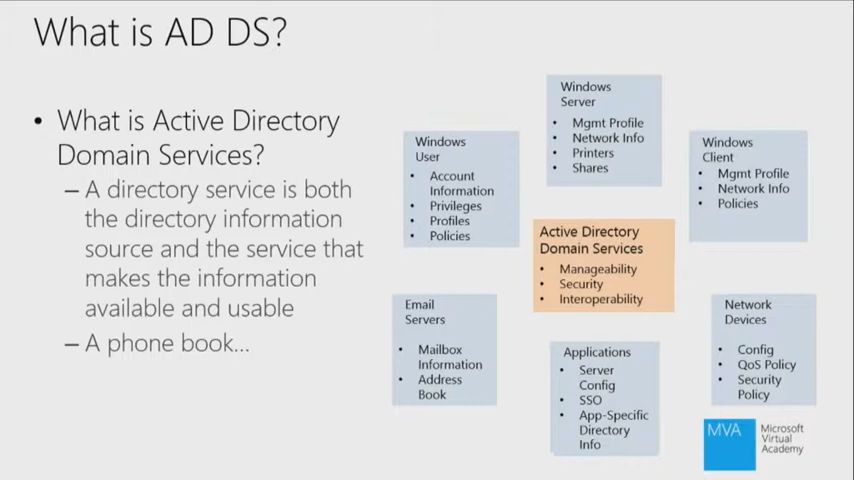 What is AD DS?
• What is Active Directory
Domain Services?
– A directory service is both
the directory information
source and the service that
makes the information
available and usable
– A phone book...
Windows
Server
• Mgmt Profile
• Network Info
• Printers
• Shares
Windows
User
• Account
Information
• Privileges
• Profiles
• Policies
Windows
Client
• Mgmt Profile
• Network Info
• Policies
Active Directory
Domain Services
• Manageability
• Security
• Interoperability
Email
Servers
• Mailbox
Information
• Address
Book
Applications
• Server
Config
• SSO
• App-Specific
Directory
Info
Network
Devices
• Config
• QoS Policy
• Security
Policy
MVA
Microsoft
Virtual
Academy